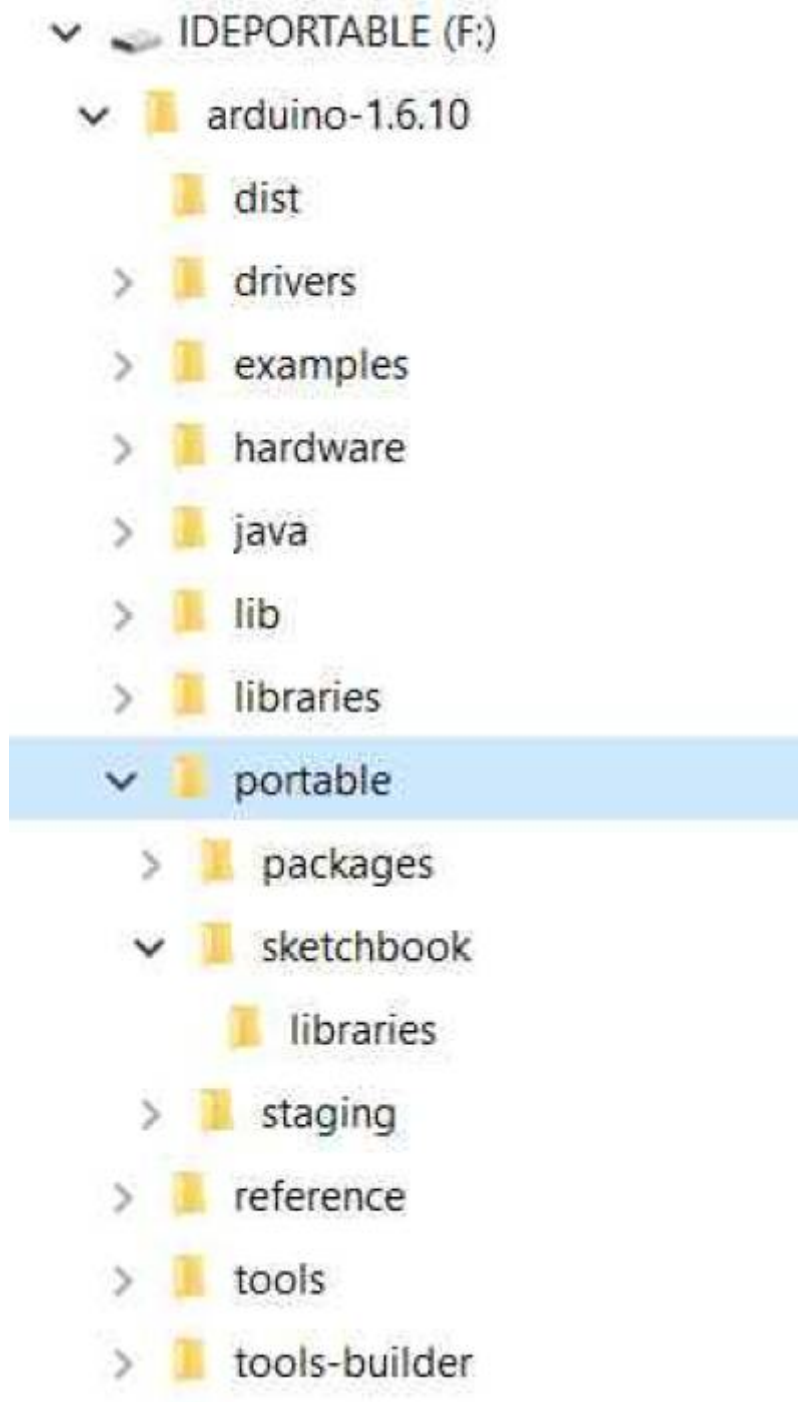 IDEPORTABLE (F:)
arduino-1.6.10
dist
drivers
examples
hardware
java
lib
libraries
portable
packages
sketchbook
libraries
staging
reference
tools
tools-builder